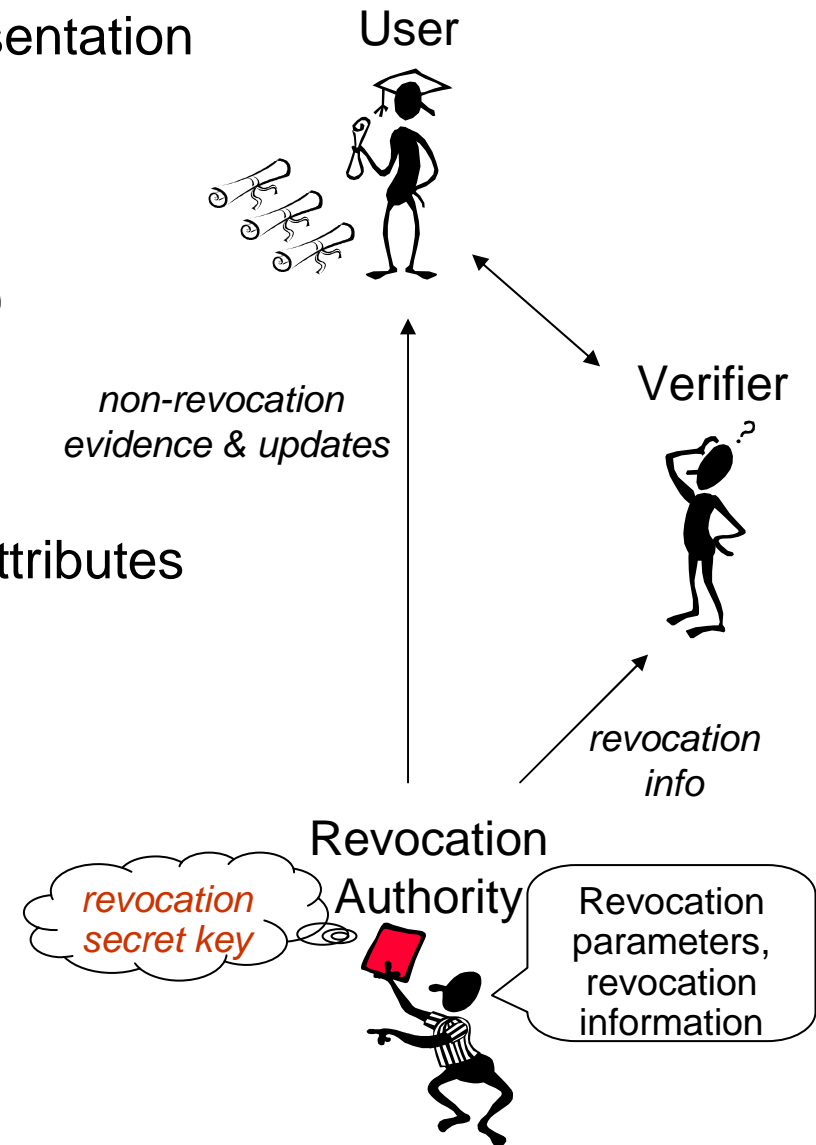 sentation
User
non-revocation
evidence & updates
Verifier
?
ttributes
revocation
info
Revocation
Authority
revocation
secret key
Revocation
parameters,
revocation
information